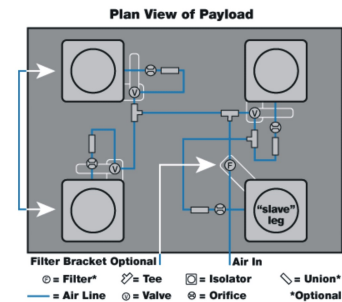 Plan View of Payload
V
V
V
F
"slave"
leg
Filter Bracket Optional
Air In
F = Filter*
= Tee
= Isolator
= Union*
= Air Line
V = Valve
= Orifice
*Optional